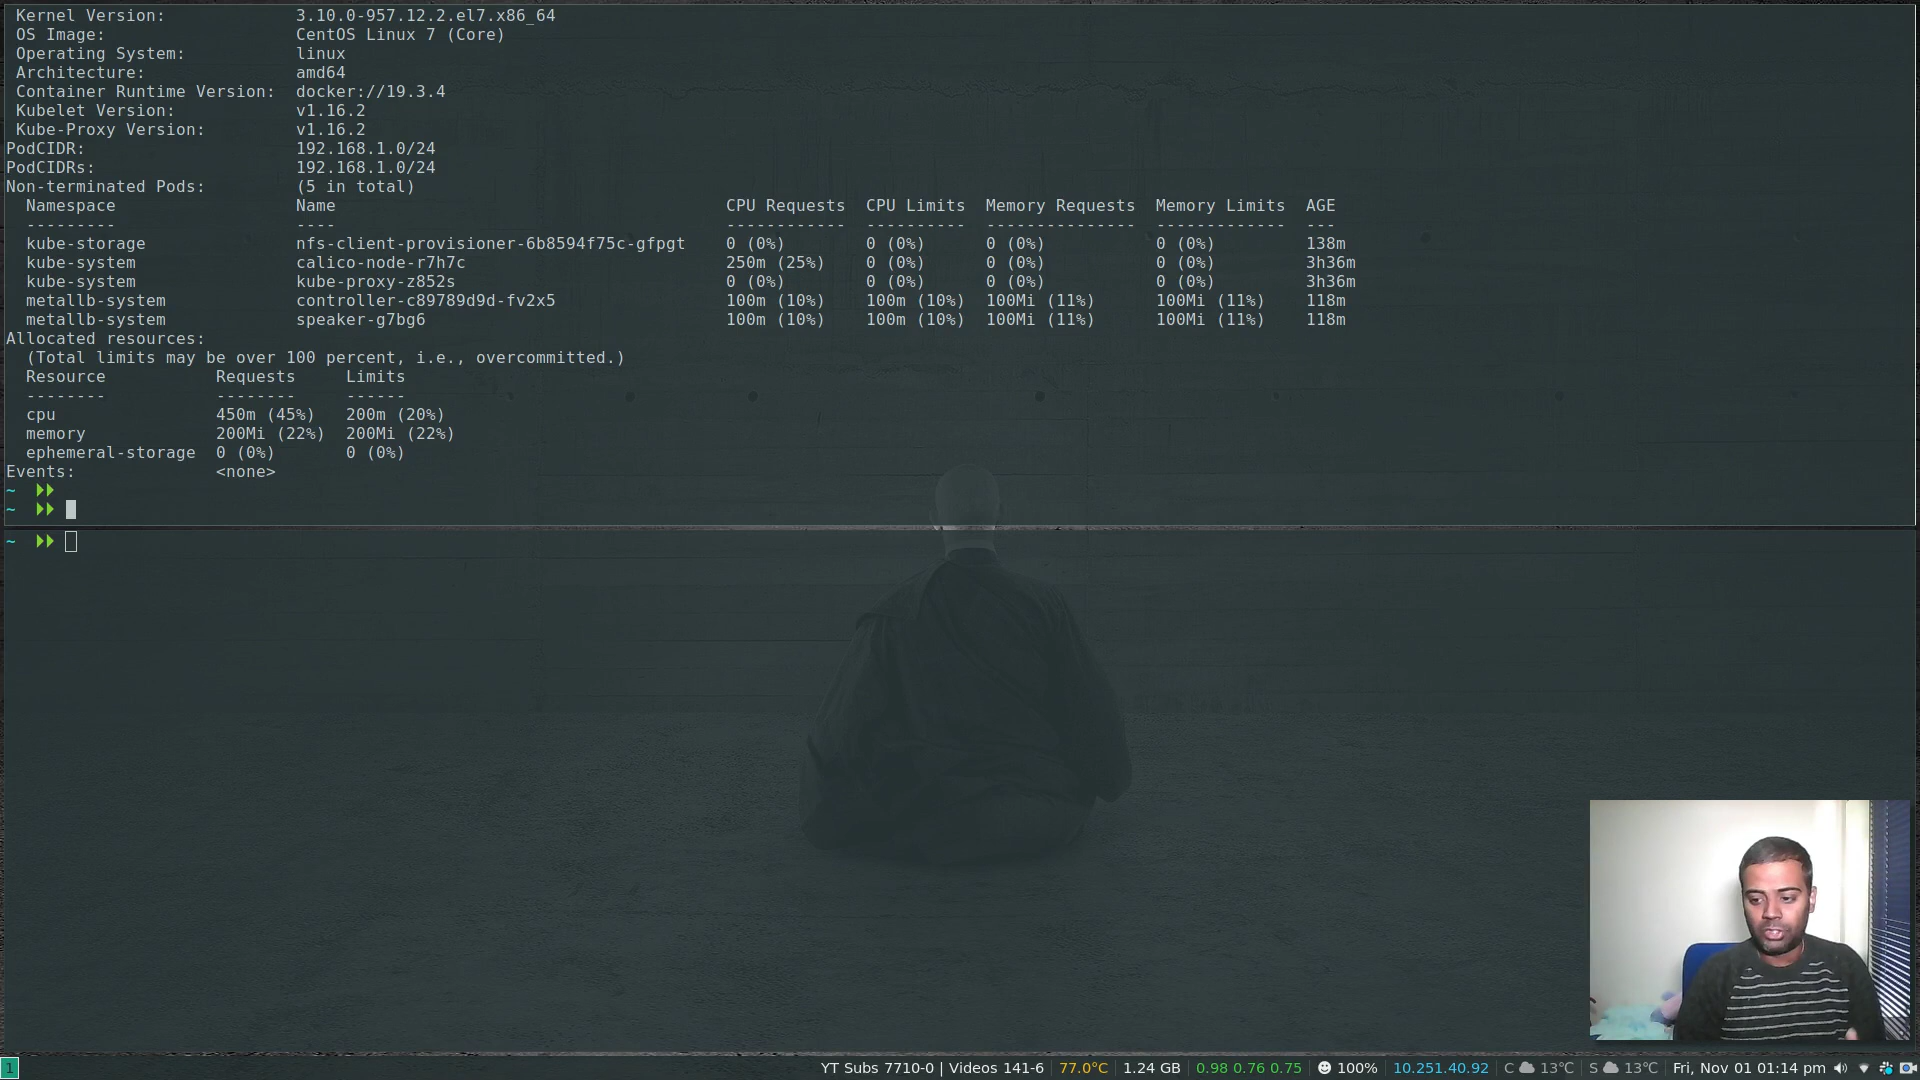 Kernel Version: 3.10.0-957.12.2.el7.x86_64
OS Image: CentOS Linux 7 (Core)
Operating System: linux
Architecture: amd64
Container Runtime Version: docker://19.3.4
Kubelet Version: v1.16.2
Kube-Proxy Version: v1.16.2
PodCIDR: 192.168.1.0/24
PodCIDRs: 192.168.1.0/24
Non-terminated Pods: (5 in total)
Namespace Name CPU Requests CPU Limits Memory Requests Memory Limits AGE
--------- ---- ------------ ---------- --------------- ------------- ---
kube-storage nfs-client-provisioner-6b8594f75c-gfpgt 0 (0%) 0 (0%) 0 (0%) 0 (0%) 138m
kube-system calico-node-r7h7c 250m (25%) 0 (0%) 0 (0%) 0 (0%) 3h36m
kube-system kube-proxy-z852s 0 (0%) 0 (0%) 0 (0%) 0 (0%) 3h36m
metallb-system controller-c89789d9d-fv2x5 100m (10%) 100m (10%) 100Mi (11%) 100Mi (11%) 118m
metallb-system speaker-g7bg6 100m (10%) 100m (10%) 100Mi (11%) 100Mi (11%) 118m
Allocated resources:
(Total limits may be over 100 percent, i.e., overcommitted.)
Resource Requests Limits
-------- -------- ------
cpu 450m (45%) 200m (20%)
memory 200Mi (22%) 200Mi (22%)
ephemeral-storage 0 (0%) 0 (0%)
Events: <none>
~
~
~
1 YT Subs 7710-0 | Videos 141-6 77.0°C 1.24 GB 0.98 0.76 0.75 100% 10.251.40.92 C 13°C S 13°C Fri, Nov 01 01:14 pm